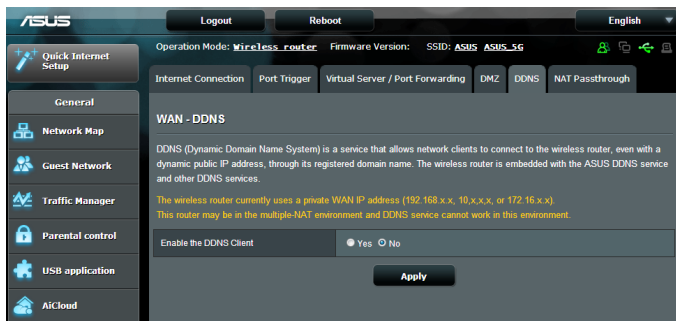 ASUS
Logout Reboot English
Quick Internet
Setup
Operation Mode: Wireless router Firmware Version: SSID: ASUS ASUS_5G
Internet Connection Port Trigger Virtual Server / Port Forwarding DMZ DDNS NAT Passthrough
General
Network Map
Guest Network
Traffic Manager
Parental control
USB application
AiCloud
WAN - DDNS
DDNS (Dynamic Domain Name System) is a service that allows network clients to connect to the wireless router, even with a
dynamic public IP address, through its registered domain name. The wireless router is embedded with the ASUS DDNS service
and other DDNS services.
The wireless router currently uses a private WAN IP address (192.168.x.x, 10,x,x,x, or 172.16.x.x).
This router may be in the multiple-NAT environment and DDNS service cannot work in this environment.
Enable the DDNS Client Yes No
Apply